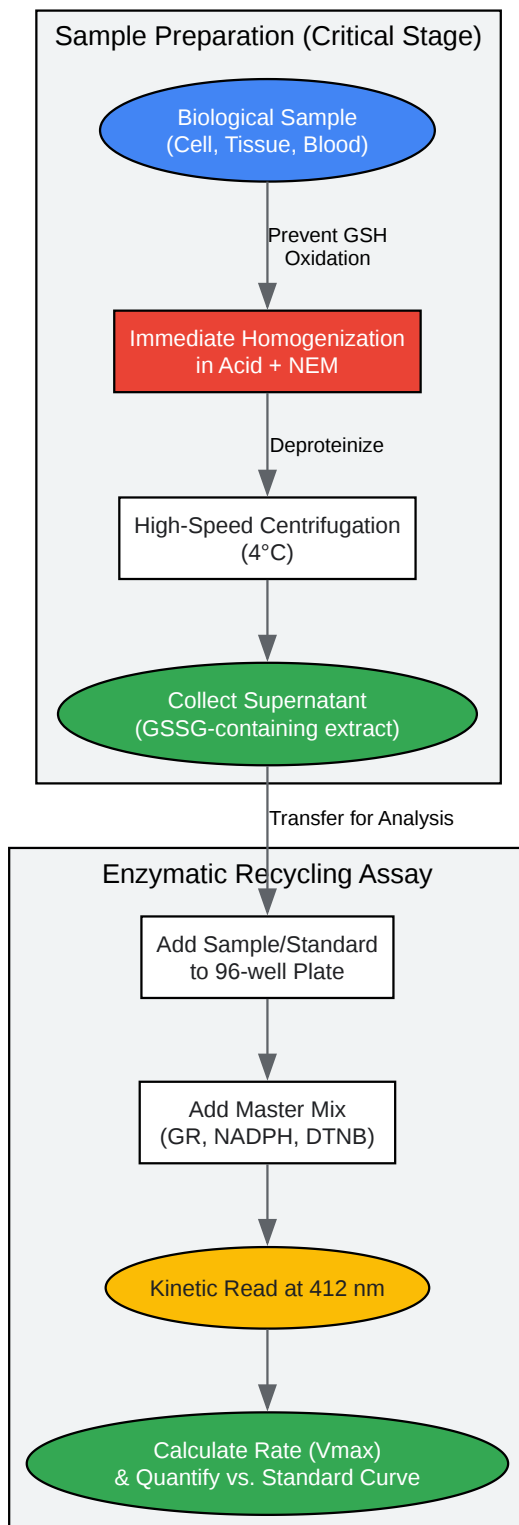 Sample Preparation (Critical Stage)
Biological Sample
(Cell, Tissue, Blood)
Prevent GSH
Oxidation
Immediate Homogenization
in Acid + NEM
Deproteinize
High-Speed Centrifugation
(4°C)
Collect Supernatant
(GSSG-containing extract)
Transfer for Analysis
Enzymatic Recycling Assay
Add Sample/Standard
to 96-well Plate
Add Master Mix
(GR, NADPH, DTNB)
Kinetic Read at 412 nm
Calculate Rate (Vmax)
& Quantify vs. Standard Curve